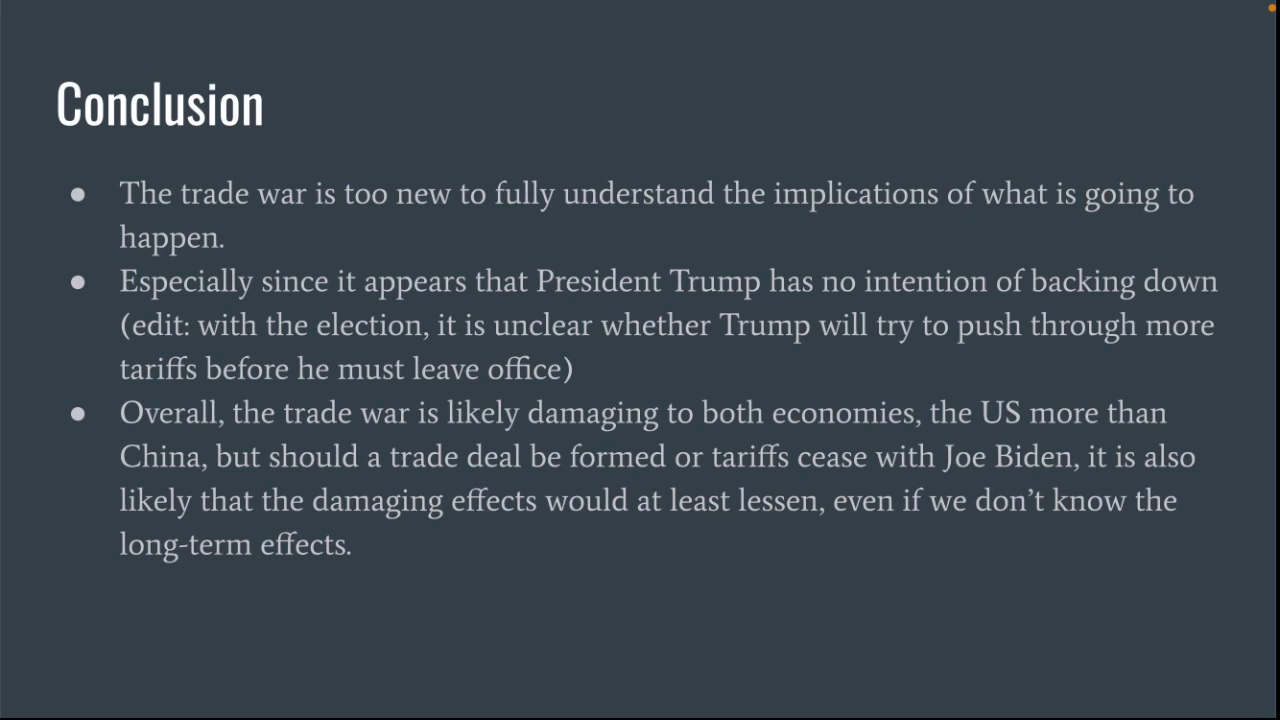 Conclusion
● The trade war is too new to fully understand the implications of what is going to
happen.
● Especially since it appears that President Trump has no intention of backing down
(edit: with the election, it is unclear whether Trump will try to push through more
tariffs before he must leave office)
● Overall, the trade war is likely damaging to both economies, the US more than
China, but should a trade deal be formed or tariffs cease with Joe Biden, it is also
likely that the damaging effects would at least lessen, even if we don’t know the
long-term effects.